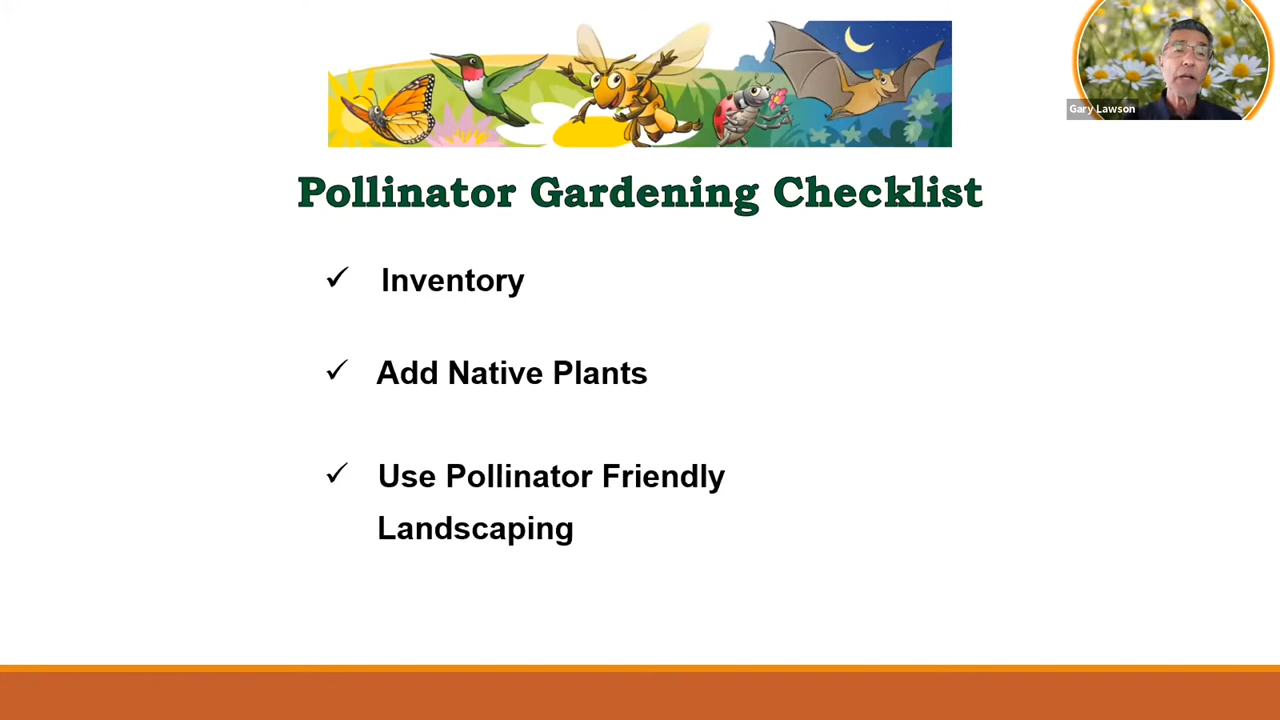 Gary Lawson
Pollinator Gardening Checklist
✓ Inventory
✓ Add Native Plants
✓ Use Pollinator Friendly
Landscaping